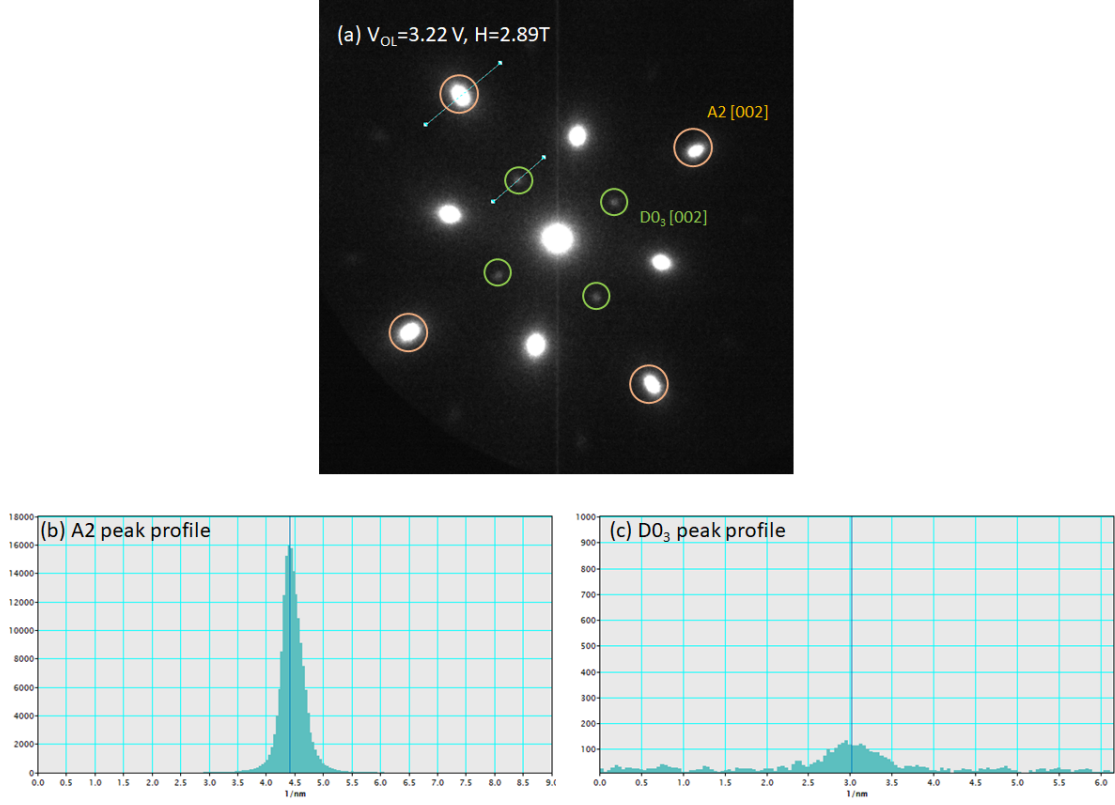 (a) V_OL=3.22 V, H=2.89T
A2 [002]
D0₃ [002]
(b) A2 peak profile
18000
16000
14000
12000
10000
8000
6000
4000
2000
0
0.0 0.5 1.0 1.5 2.0 2.5 3.0 3.5 4.0 4.5 5.0 5.5 6.0 6.5 7.0 7.5 8.0 8.5 9.0
1/nm
(c) D0₃ peak profile
1000
900
800
700
600
500
400
300
200
100
0.0 0.5 1.0 1.5 2.0 2.5 3.0 3.5 4.0 4.5 5.0 5.5 6.0
1/nm